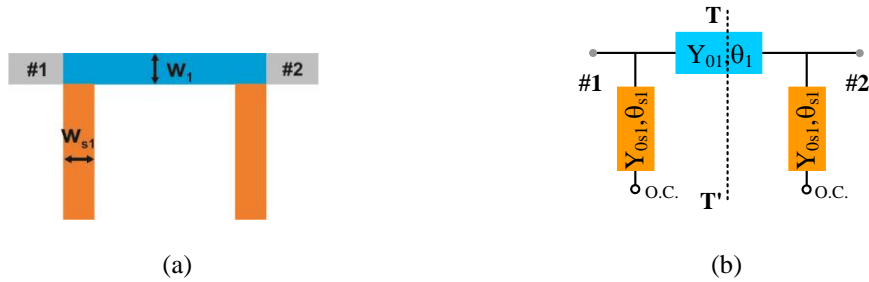 #1
W₁
#2
Wₛ₁
(a)
T
Y₀₁,θ₁
#1
#2
Y₀ₛ₁,θₛ₁
Y₀ₛ₁,θₛ₁
O.C.
O.C.
T'
(b)